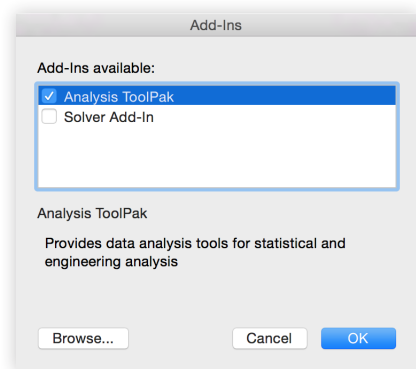 Add-Ins
Add-Ins available:
Analysis ToolPak
Solver Add-In
Analysis ToolPak
Provides data analysis tools for statistical and
engineering analysis
Browse... Cancel OK